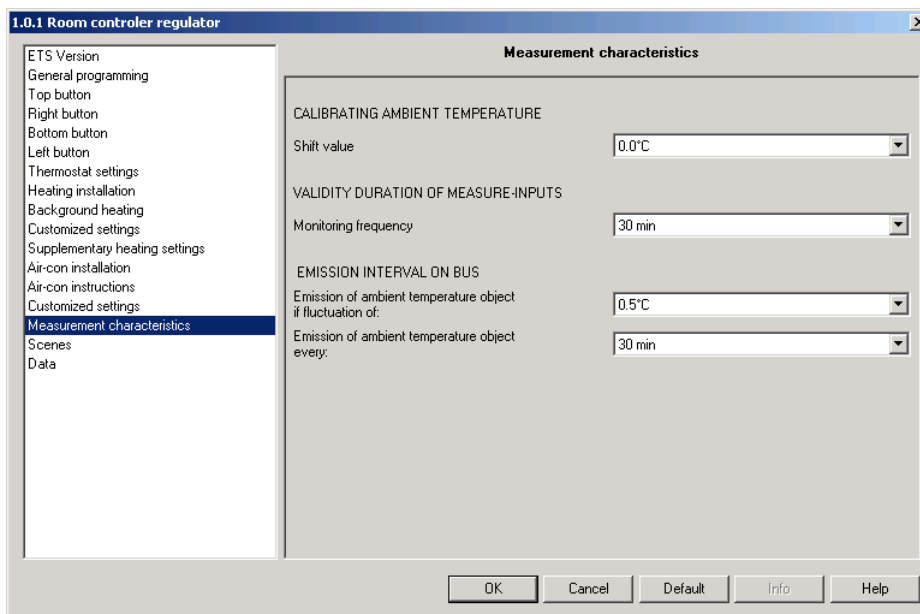 1.0.1 Room controler regulator
ETS Version
General programming
Top button
Right button
Bottom button
Left button
Thermostat settings
Heating installation
Background heating
Customized settings
Supplementary heating settings
Air-con installation
Air-con instructions
Customized settings
Measurement characteristics
Scenes
Data
Measurement characteristics
CALIBRATING AMBIENT TEMPERATURE
Shift value
0.0°C
VALIDITY DURATION OF MEASURE-INPUTS
Monitoring frequency
30 min
EMISSION INTERVAL ON BUS
Emission of ambient temperature object
if fluctuation of:
0.5°C
Emission of ambient temperature object
every:
30 min
OK
Cancel
Default
Info
Help